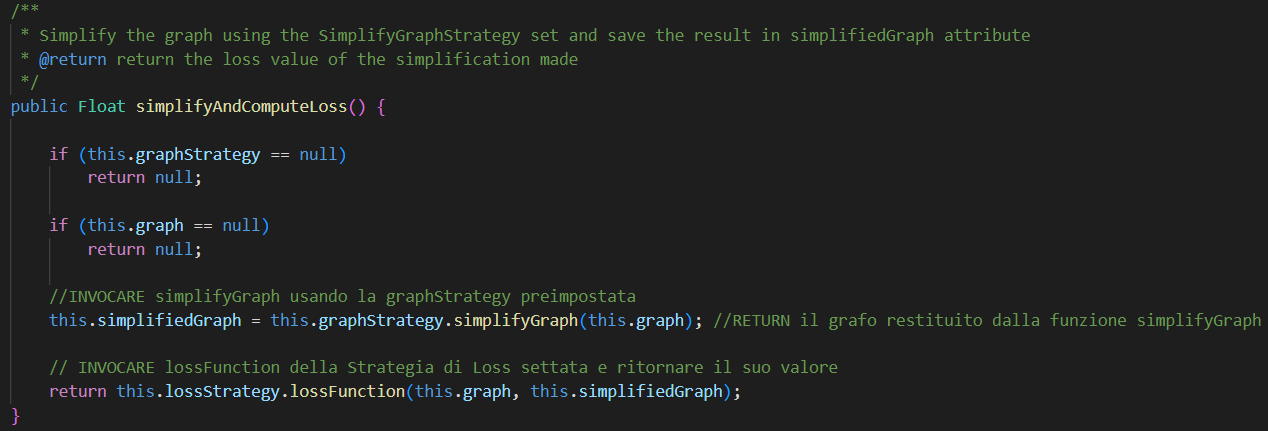 /**
 * Simplify the graph using the SimplifyGraphStrategy set and save the result in simplifiedGraph attribute
 * @return return the loss value of the simplification made
 */
public Float simplifyAndComputeLoss() {
    if (this.graphStrategy == null)
        return null;
    if (this.graph == null)
        return null;
    //INVOCARE simplifyGraph usando la graphStrategy preimpostata
    this.simplifiedGraph = this.graphStrategy.simplifyGraph(this.graph); //RETURN il grafo restituito dalla funzione simplifyGraph
    // INVOCARE lossFunction della Strategia di Loss settata e ritornare il suo valore
    return this.lossStrategy.lossFunction(this.graph, this.simplifiedGraph);
}